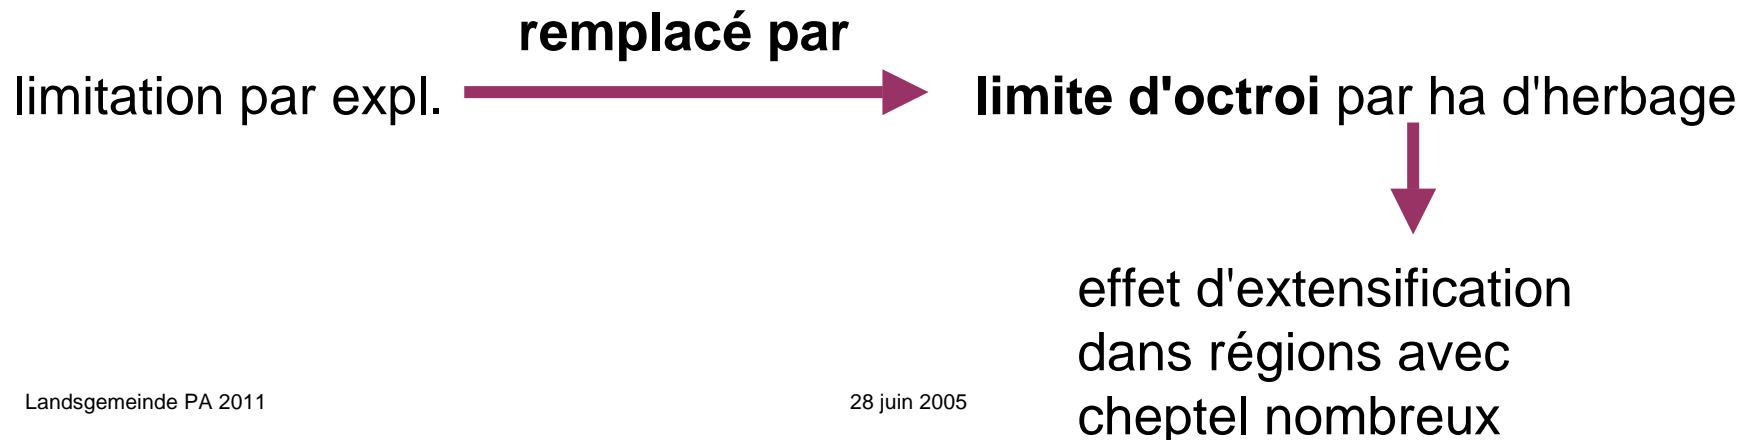 remplacé par
limitation par expl.
limite d'octroi par ha d'herbage
effet d'extensification
dans régions avec
cheptel nombreux
Landsgemeinde PA 2011
28 juin 2005